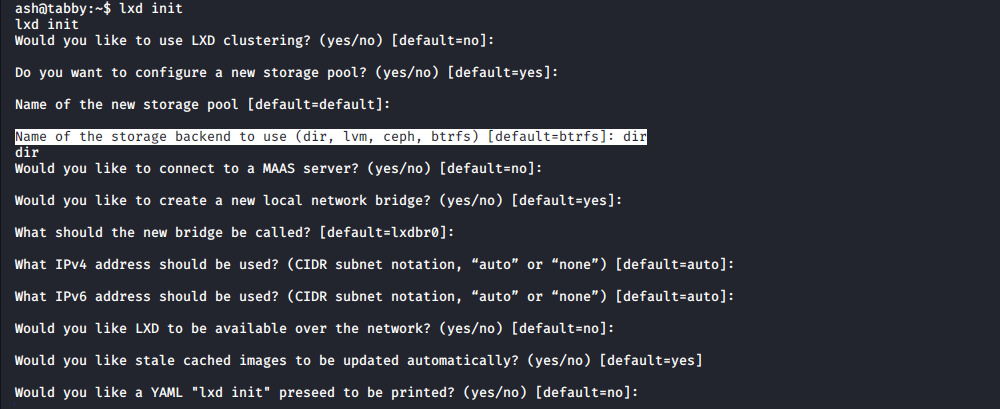 ash@tabby:~$ lxd init
lxd init
Would you like to use LXD clustering? (yes/no) [default=no]:
Do you want to configure a new storage pool? (yes/no) [default=yes]:
Name of the new storage pool [default=default]:
Name of the storage backend to use (dir, lvm, ceph, btrfs) [default=btrfs]: dir
dir
Would you like to connect to a MAAS server? (yes/no) [default=no]:
Would you like to create a new local network bridge? (yes/no) [default=yes]:
What should the new bridge be called? [default=lxdbr0]:
What IPv4 address should be used? (CIDR subnet notation, “auto” or “none”) [default=auto]:
What IPv6 address should be used? (CIDR subnet notation, “auto” or “none”) [default=auto]:
Would you like LXD to be available over the network? (yes/no) [default=no]:
Would you like stale cached images to be updated automatically? (yes/no) [default=yes]
Would you like a YAML "lxd init" preseed to be printed? (yes/no) [default=no]: